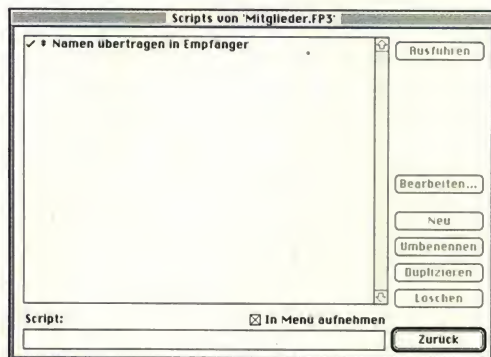 Scripts von 'Mitglieder.FP3'
✓ ♦ Namen übertragen in Empfänger
Ausführen
Bearbeiten...
Neu
Umbenennen
Duplizieren
Löschen
Script:
In Menü aufnehmen
Zurück